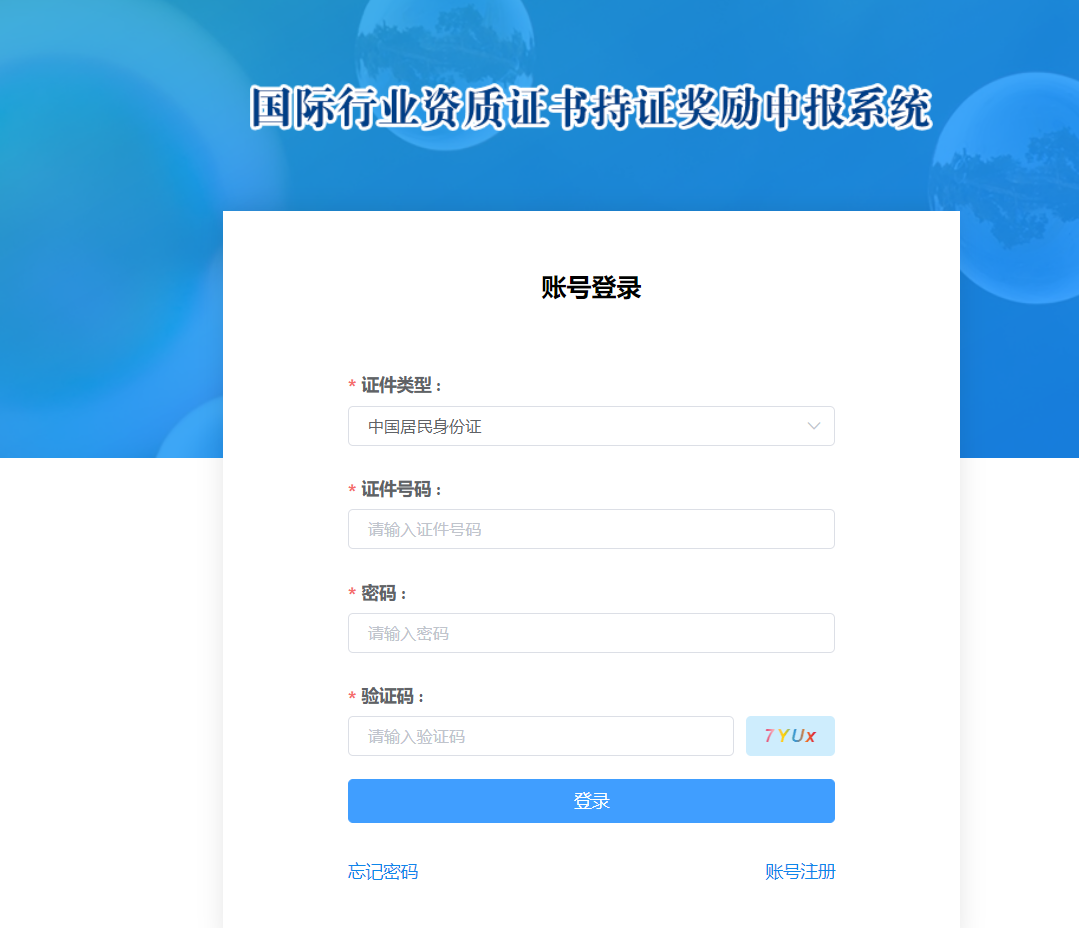 国际行业资质证书持证奖励申报系统
账号登录
* 证件类型：
中国居民身份证
* 证件号码：
请输入证件号码
* 密码：
请输入密码
* 验证码：
请输入验证码
7YUx
登录
忘记密码 账号注册